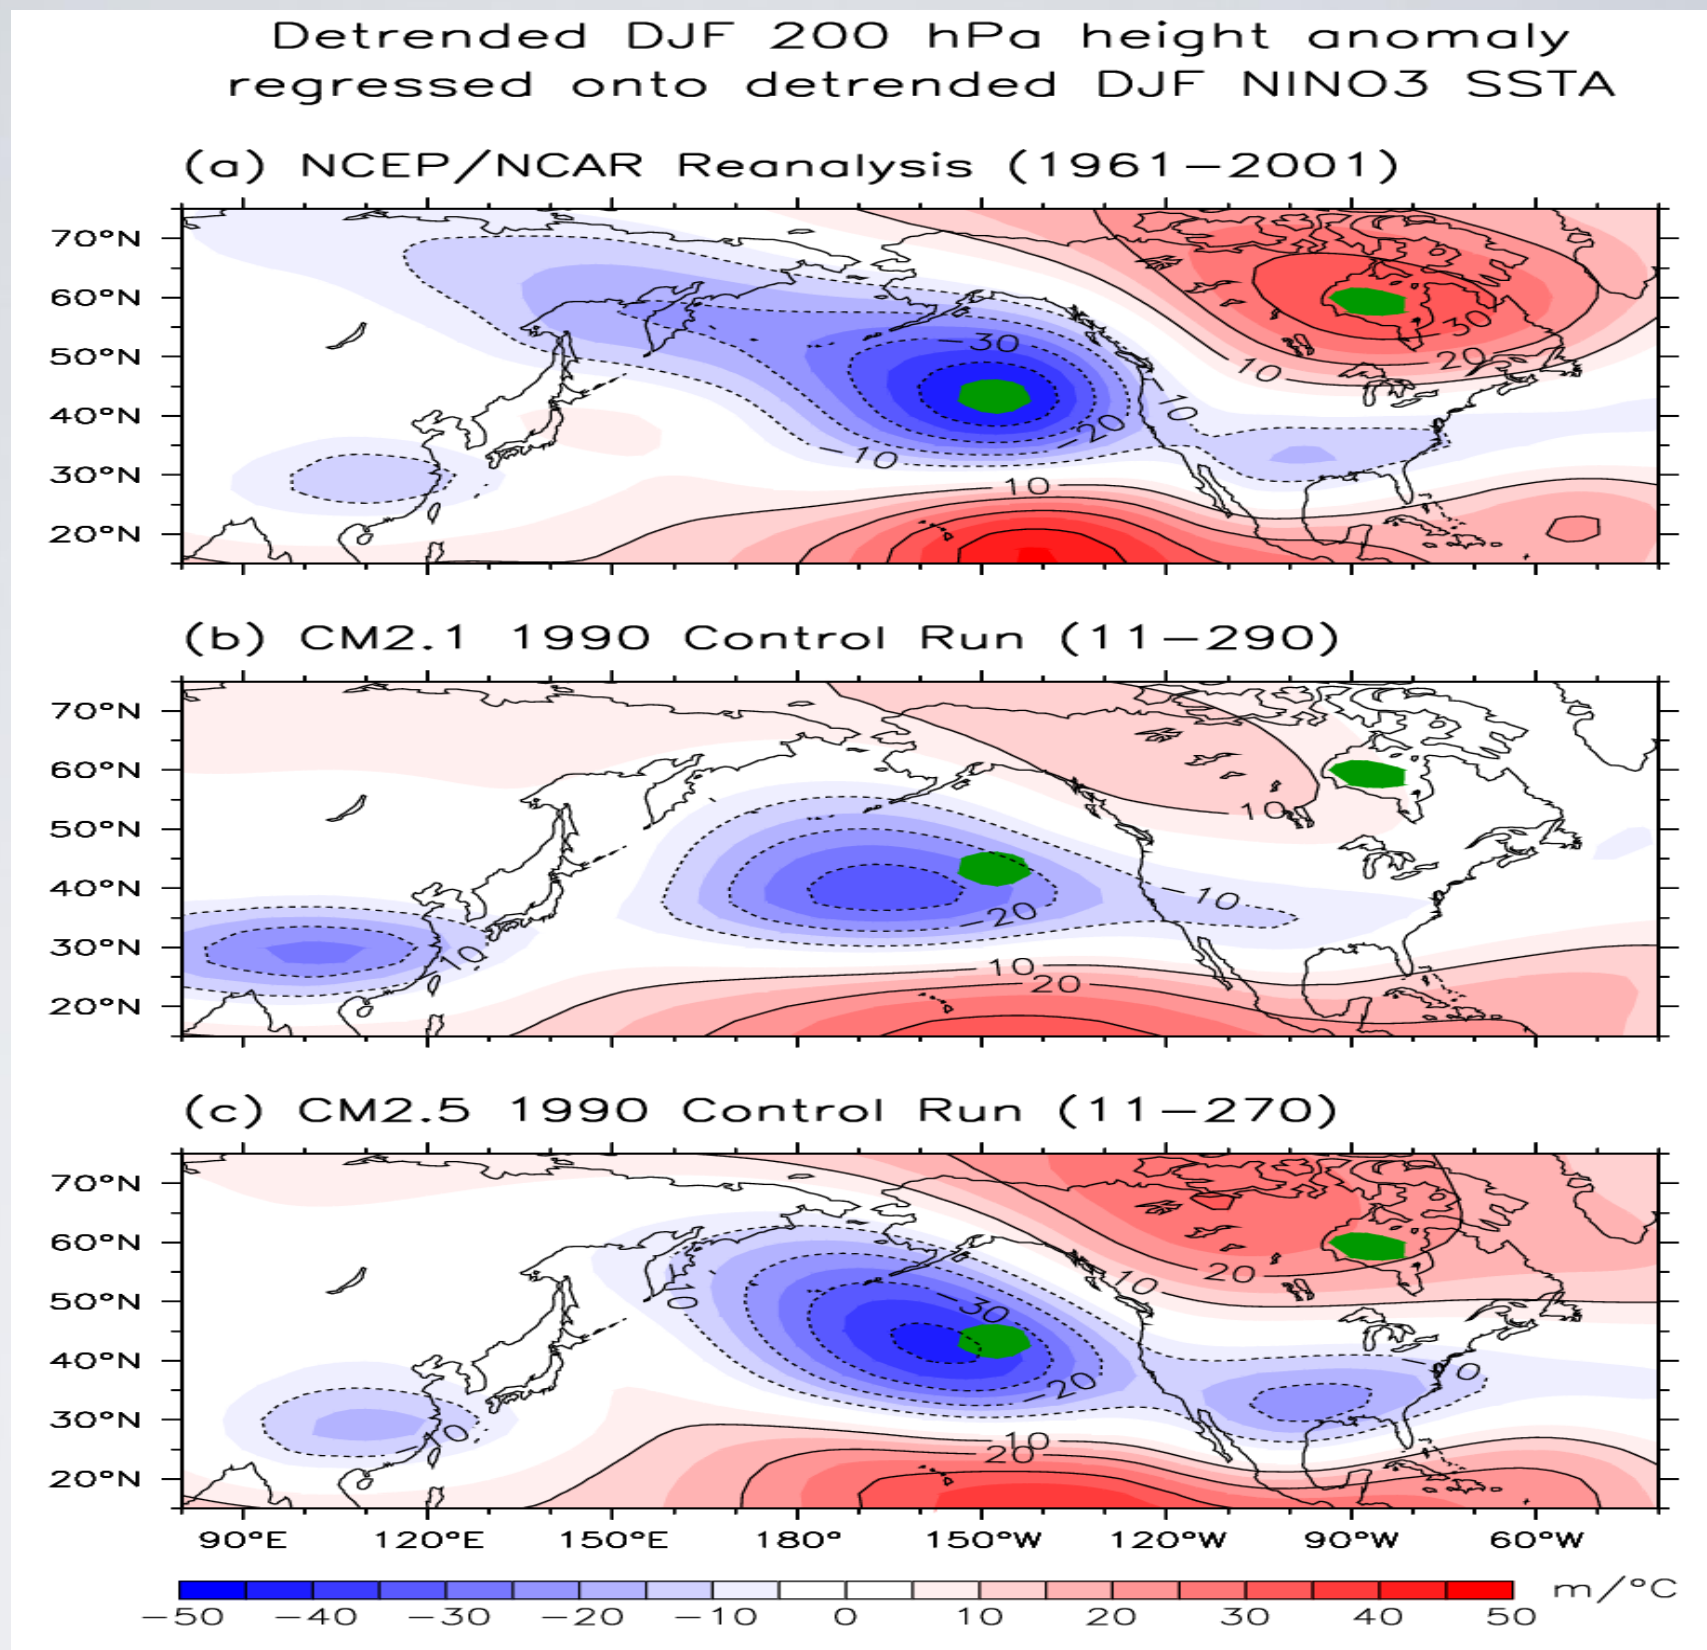 Detrended DJF 200 hPa height anomaly
regressed onto detrended DJF NINO3 SSTA
(a) NCEP/NCAR Reanalysis (1961−2001)
70°N
60°N
50°N
40°N
30°N
20°N
−30
−20
−10
−10
10
30
20
10
(b) CM2.1 1990 Control Run (11−290)
70°N
60°N
50°N
40°N
30°N
20°N
10
−10
−20
−10
10
20
(c) CM2.5 1990 Control Run (11−270)
70°N
60°N
50°N
40°N
30°N
20°N
10
20
−10
−30
−20
−10
−10
10
20
90°E 120°E 150°E 180° 150°W 120°W 90°W 60°W
−50 −40 −30 −20 −10 0 10 20 30 40 50 m/°C